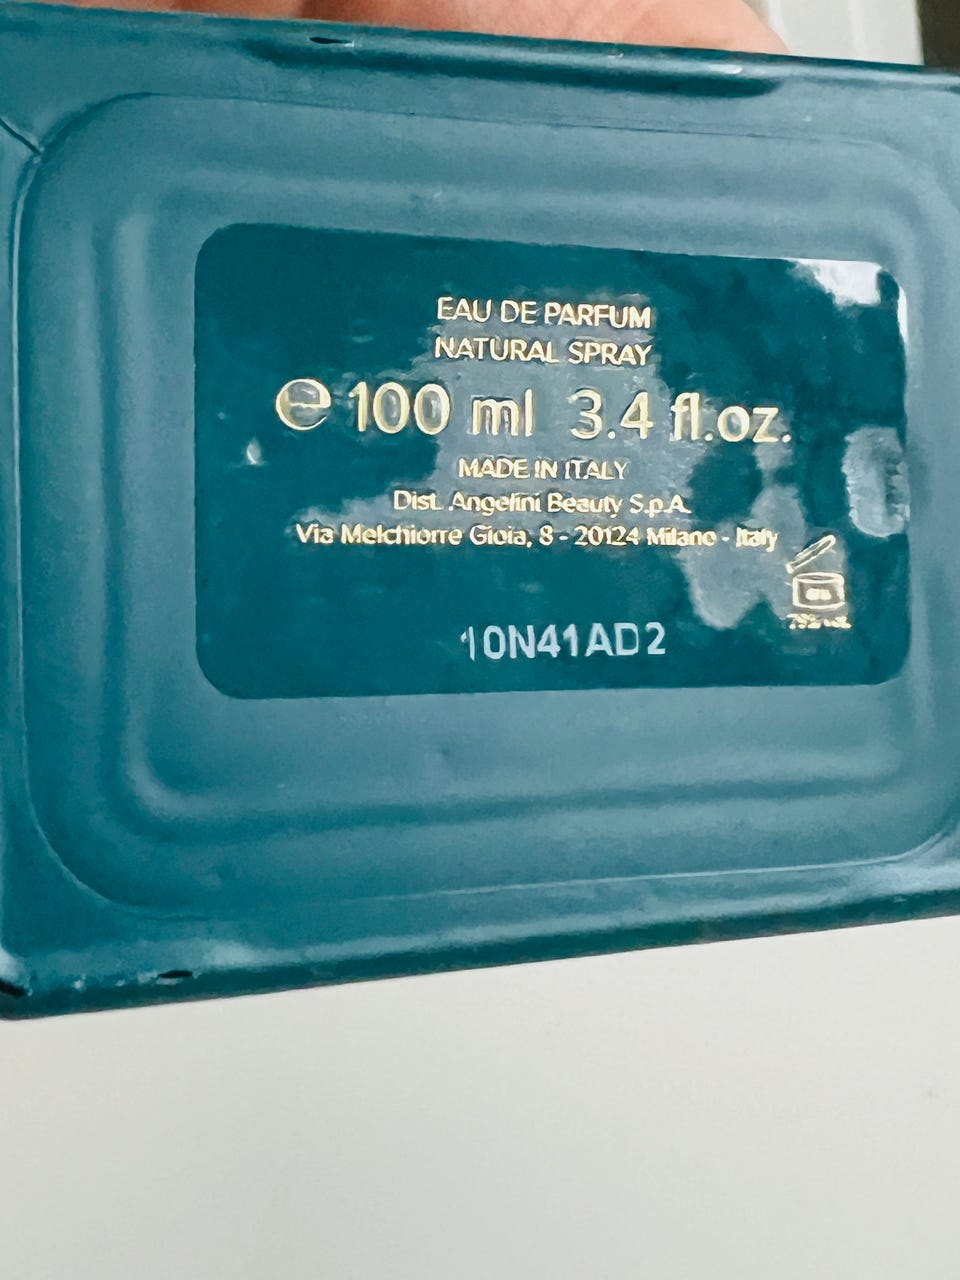 EAU DE PARFUM
NATURAL SPRAY
℮ 100 ml 3.4 fl.oz.
MADE IN ITALY
Dist. Angelini Beauty S.p.A.
Via Melchiorre Gioia, 8 - 20124 Milano - Italy
10N41AD2